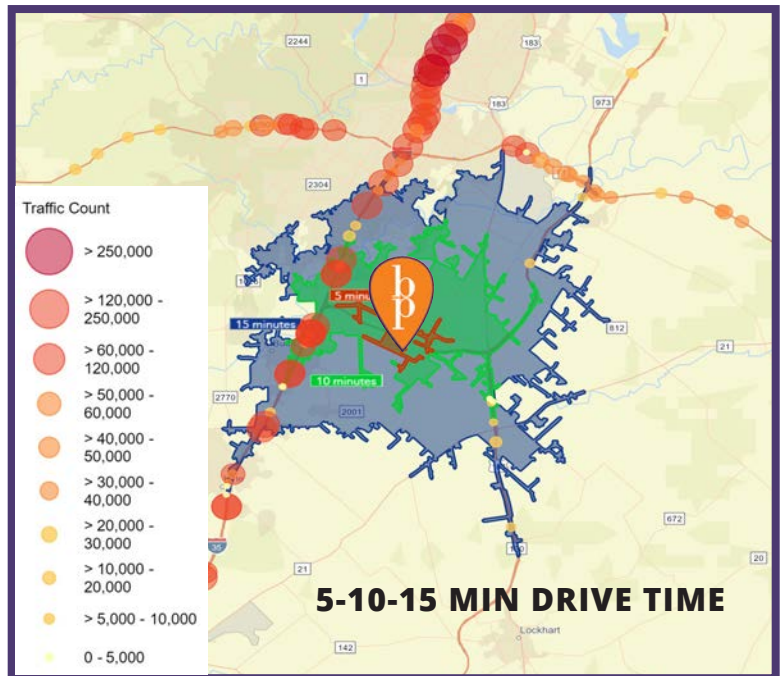 2244
183
1
183
973
2304
Traffic Count
> 250,000
> 120,000 -
250,000
> 60,000 -
120,000
> 50,000 -
60,000
> 40,000 -
50,000
> 30,000 -
40,000
> 20,000 -
30,000
> 10,000 -
20,000
> 5,000 - 10,000
0 - 5,000
b
p
5 minu
15 minutes
10 minutes
812
21
2770
2001
672
20
35
21
142
Lockhart
5-10-15 MIN DRIVE TIME